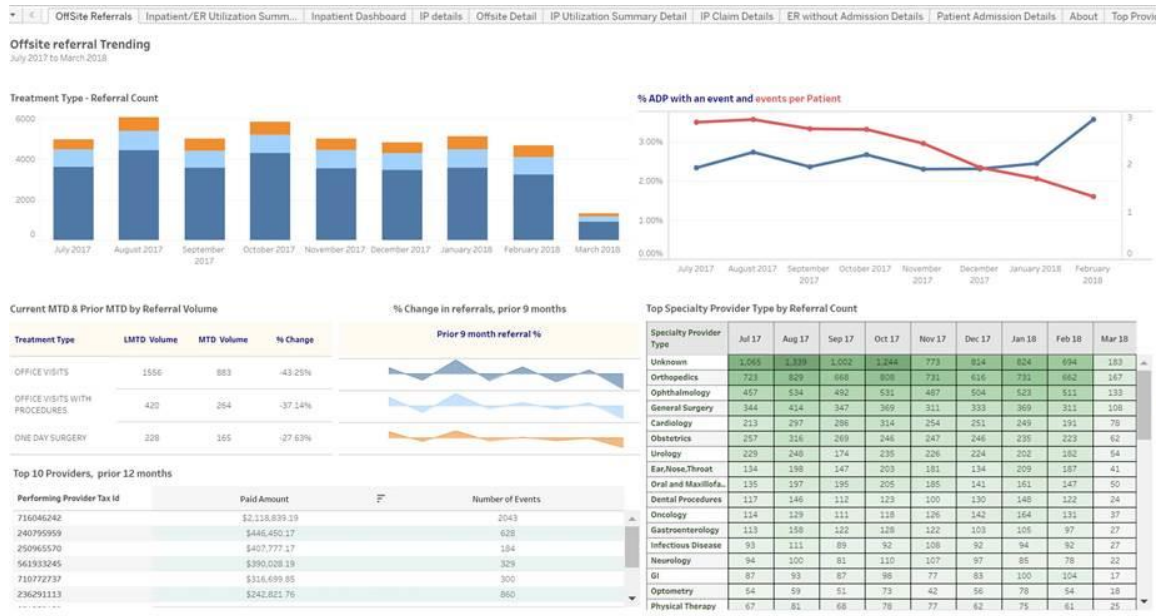 OffSite Referrals Inpatient/ER Utilization Summ... Inpatient Dashboard IP details Offsite Detail IP Utilization Summary Detail IP Claim Details ER without Admission Details Patient Admission Details About Top Provi
Offsite referral Trending
July 2017 to March 2018
Treatment Type - Referral Count
6000
4000
2000
0
July 2017 August 2017 September 2017 October 2017 November 2017 December 2017 January 2018 February 2018 March 2018
% ADP with an event and events per Patient
3.00%
2.00%
1.00%
0.00%
3
2
1
0
July 2017 August 2017 September 2017 October 2017 November 2017 December 2017 January 2018 February 2018
Current MTD & Prior MTD by Referral Volume
Treatment Type LMTD Volume MTD Volume % Change
OFFICE VISITS 1556 883 -43.25%
OFFICE VISITS WITH PROCEDURES 420 264 -37.14%
ONE DAY SURGERY 228 165 -27.63%
% Change in referrals, prior 9 months
Prior 9 month referral %
Top 10 Providers, prior 12 months
Performing Provider Tax Id Paid Amount Number of Events
716046242 $2,118,839.19 2043
240795959 $446,450.17 628
250965570 $407,777.17 184
561933245 $390,028.19 329
710772737 $316,699.85 300
236291113 $242,821.76 860
Top Specialty Provider Type by Referral Count
Specialty Provider Type Jul 17 Aug 17 Sep 17 Oct 17 Nov 17 Dec 17 Jan 18 Feb 18 Mar 18
Unknown 1,065 1,339 1,002 1,244 773 814 824 694 183
Orthopedics 723 829 668 808 731 616 731 662 167
Ophthalmology 457 534 492 531 487 504 523 511 133
General Surgery 344 414 347 369 311 333 369 311 108
Cardiology 213 297 286 314 254 251 249 191 78
Obstetrics 257 316 269 246 247 246 235 223 62
Urology 229 248 174 235 226 224 202 182 54
Ear,Nose,Throat 134 198 147 203 181 134 209 187 41
Oral and Maxillofa.. 135 197 195 205 185 141 161 147 50
Dental Procedures 117 146 112 123 100 130 148 122 24
Oncology 114 129 111 118 126 142 164 131 37
Gastroenterology 113 158 122 128 122 103 105 97 27
Infectious Disease 93 111 89 92 108 92 94 92 27
Neurology 94 100 81 110 107 97 85 78 22
GI 87 93 87 98 77 83 100 104 17
Optometry 54 59 51 73 42 56 78 54 18
Physical Therapy 67 81 68 78 77 62 75 61 25